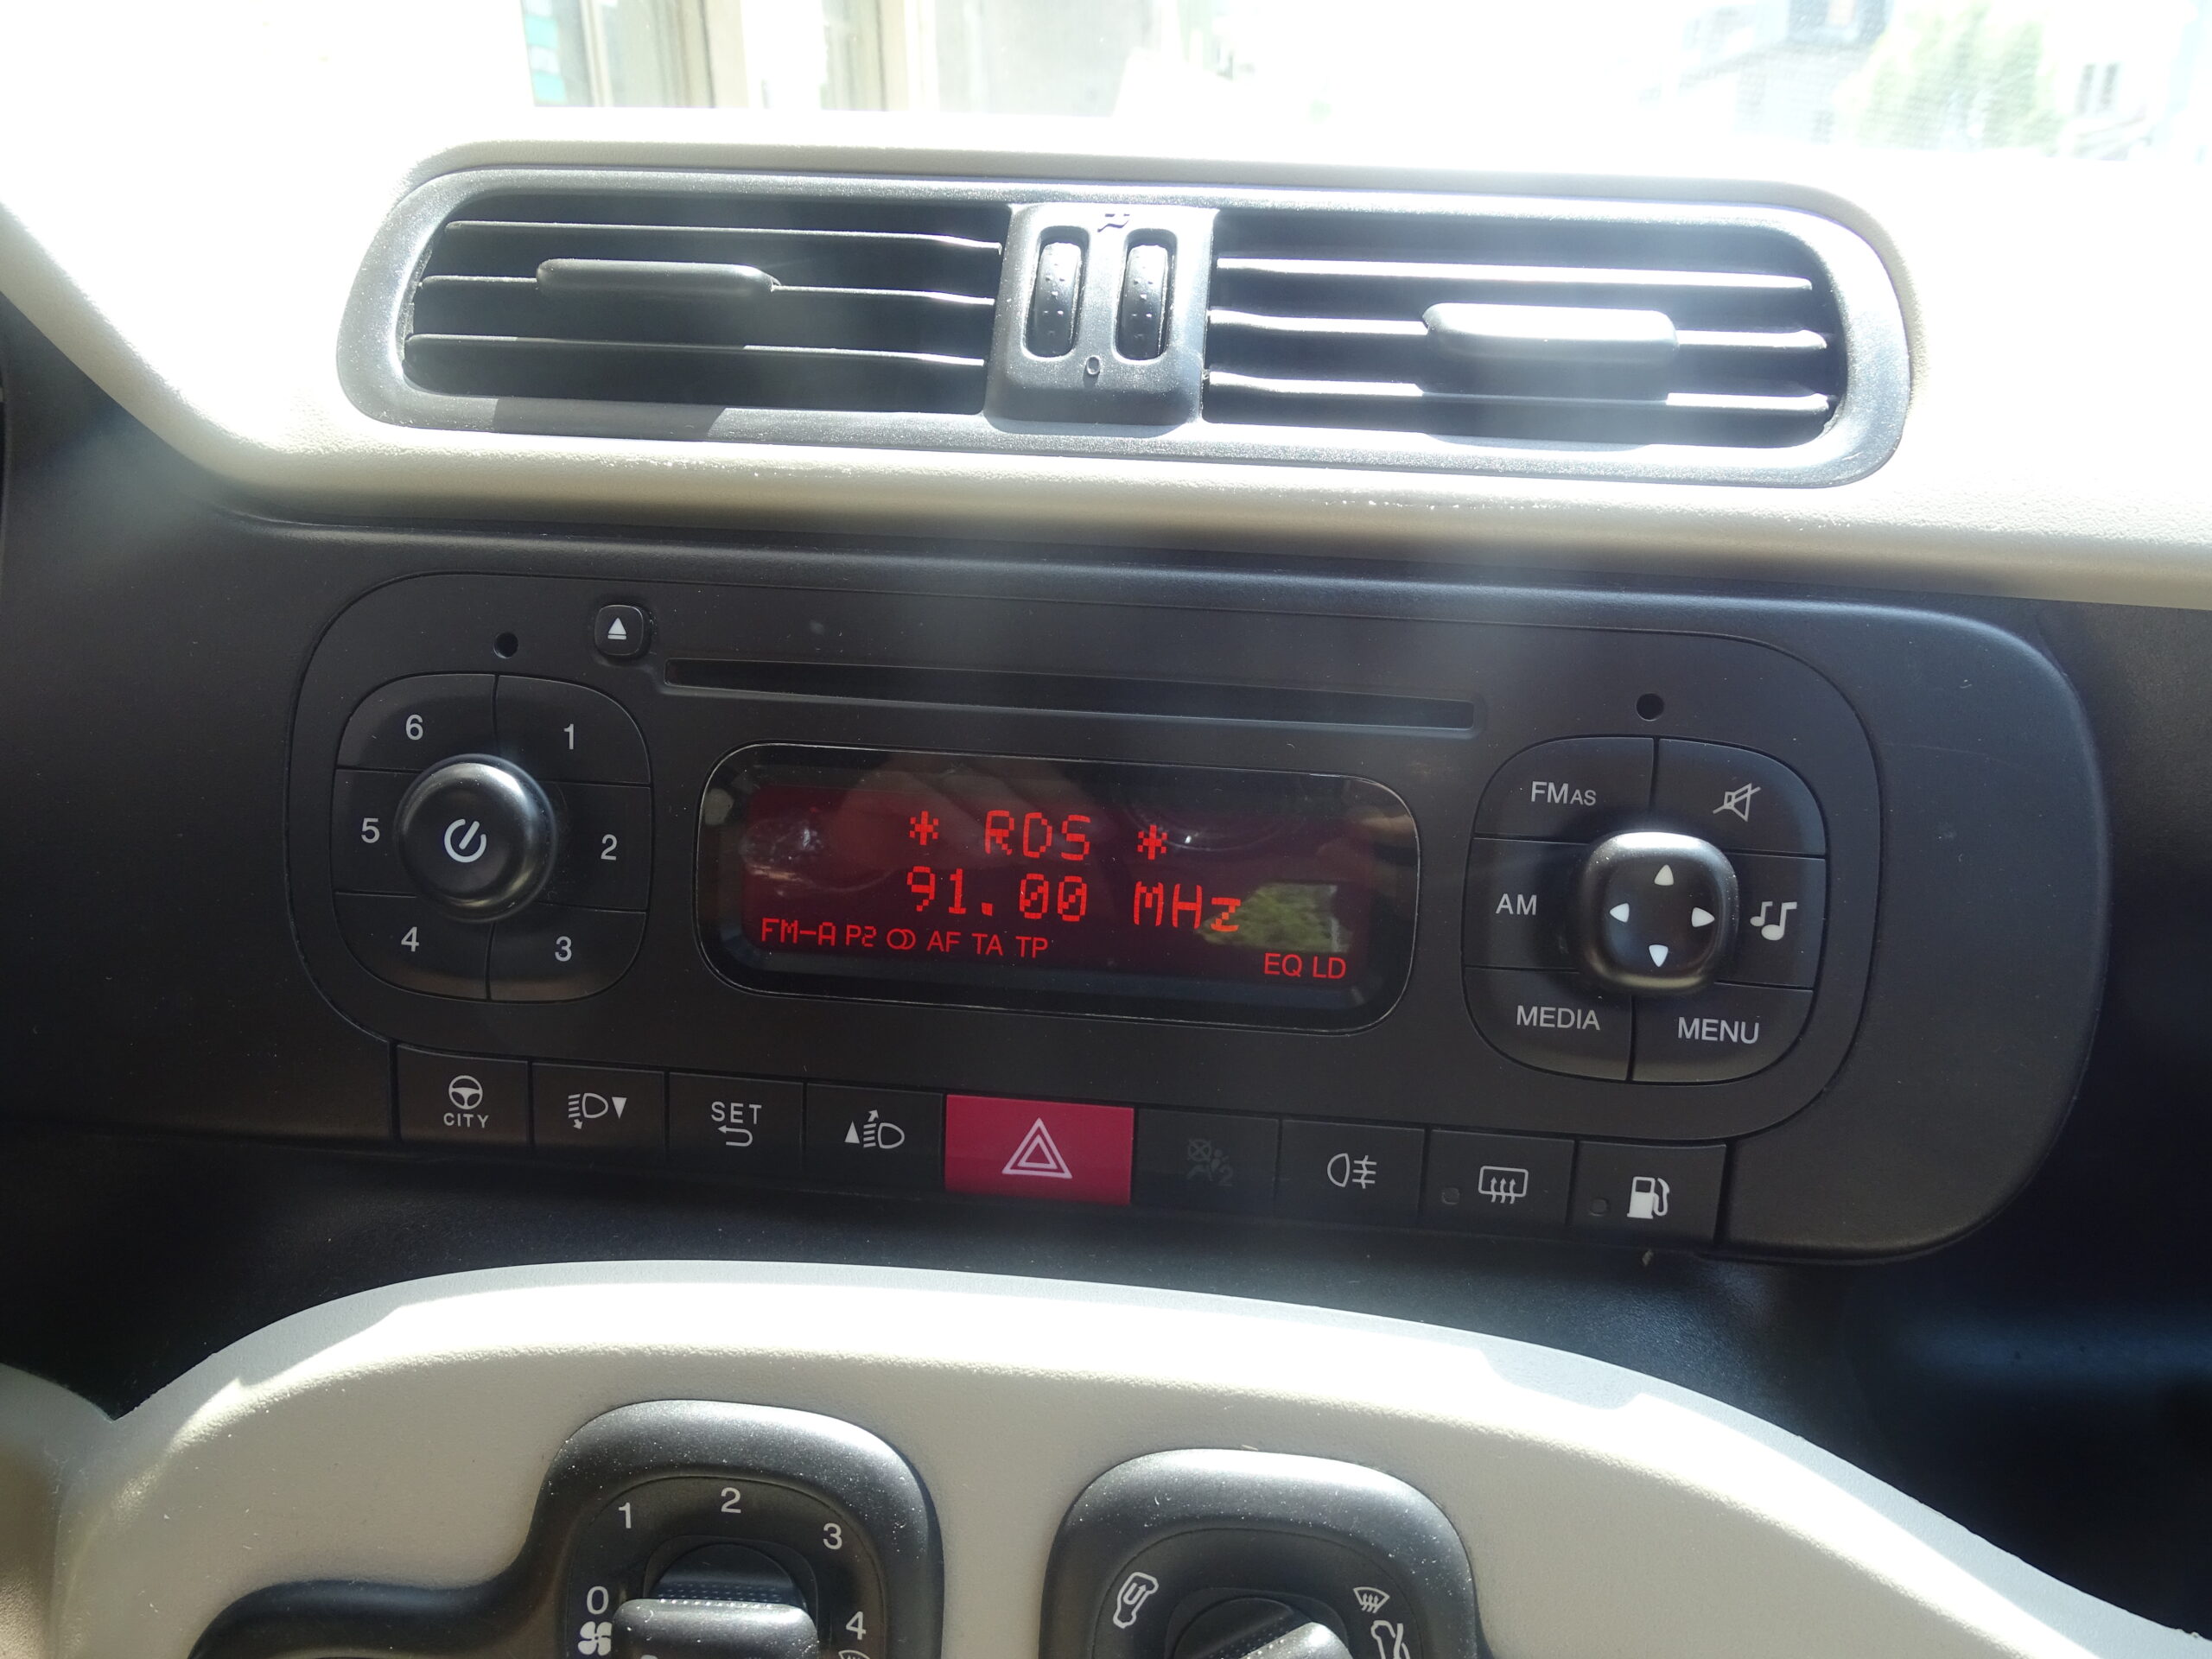 6 1
5 2
4 3
* RDS *
91.00 MHz
FM-A P2 AF TA TP
EQ LD
FMAS
AM
MEDIA MENU
CITY
SET
2
1 2 3
0 4